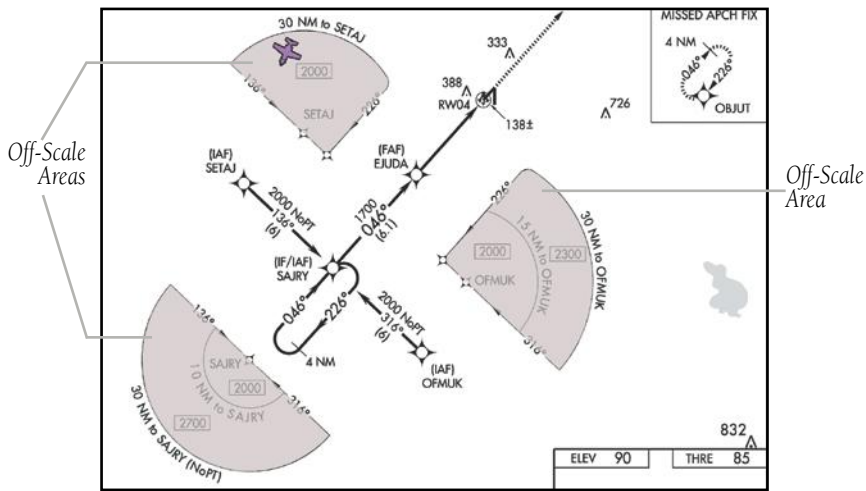 30 NM to SETAJ
2000
136°
226°
SETAJ
MISSED APCH FIX
4 NM
046°
226°
OBJUT
333
388
RW04
138±
726
Off-Scale
Areas
(IAF)
SETAJ
2000 NoPT
136°
(6)
(FAF)
EJUDA
1700
046°
(6.1)
Off-Scale
Area
226°
15 NM to OFMUK
30 NM to OFMUK
2000
2300
OFMUK
316°
(IF/IAF)
SAJRY
046°
226°
4 NM
2000 NoPT
316°
(6)
(IAF)
OFMUK
136°
SAJRY
2000
10 NM to SAJRY
316°
2700
30 NM to SAJRY (NoPT)
832
ELEV 90
THRE 85